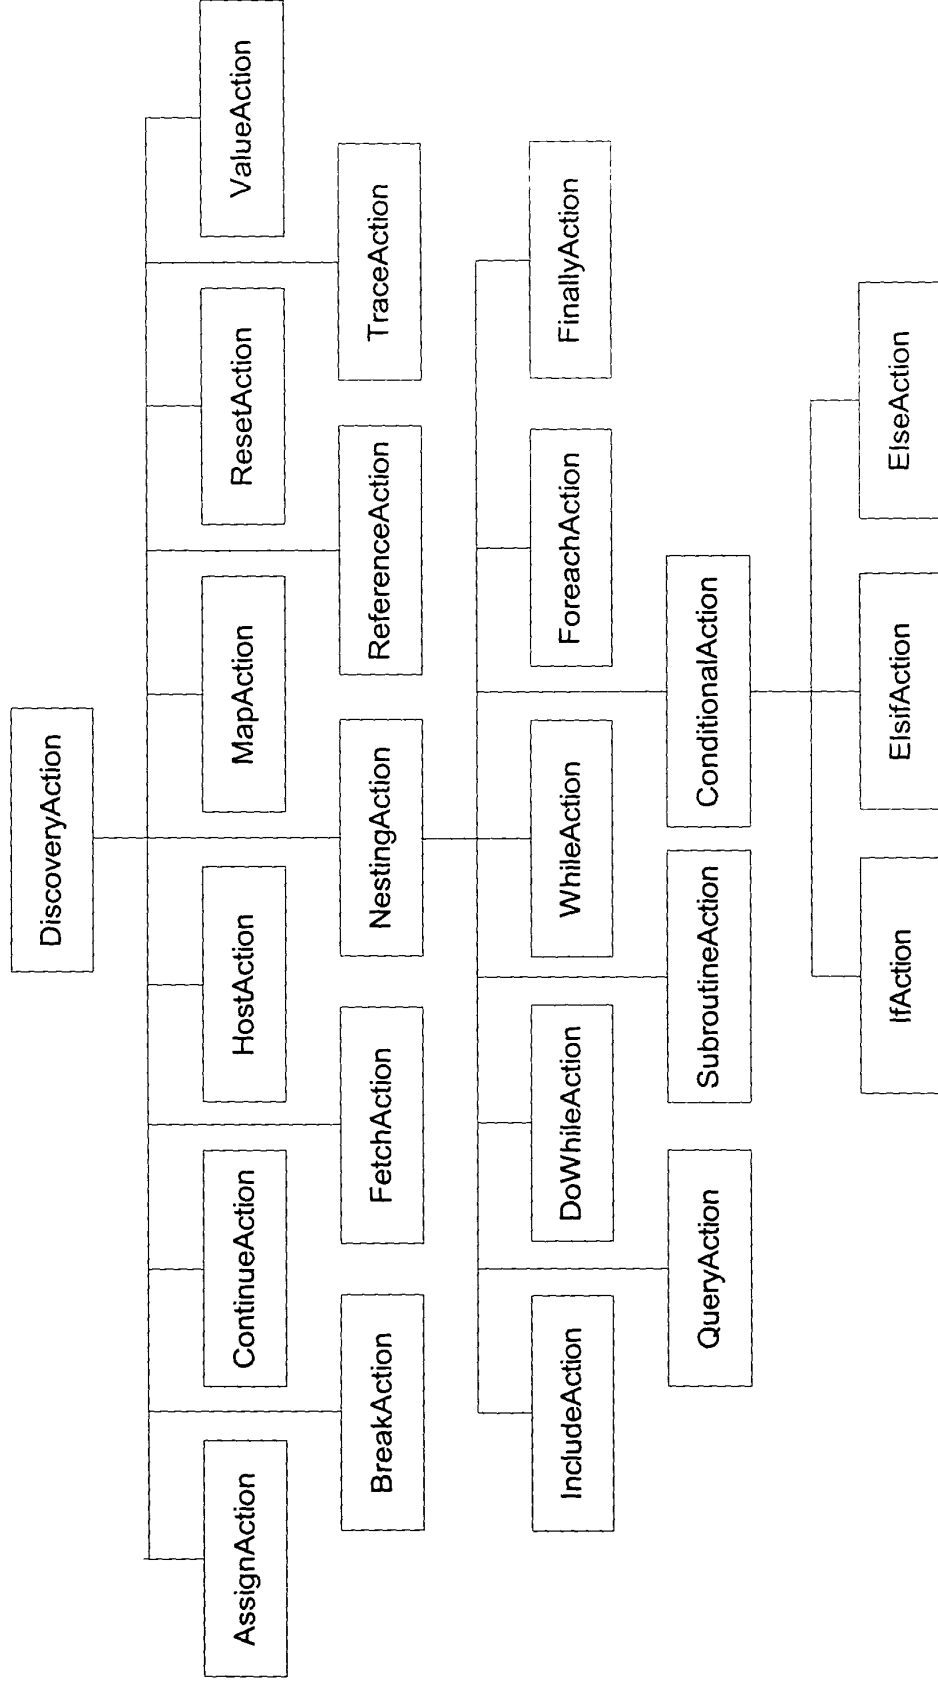 DiscoveryAction
AssignAction
ContinueAction
HostAction
MapAction
ResetAction
ValueAction
BreakAction
FetchAction
NestingAction
ReferenceAction
TraceAction
IncludeAction
DoWhileAction
WhileAction
ForeachAction
FinallyAction
QueryAction
SubroutineAction
ConditionalAction
IfAction
ElsifAction
ElseAction